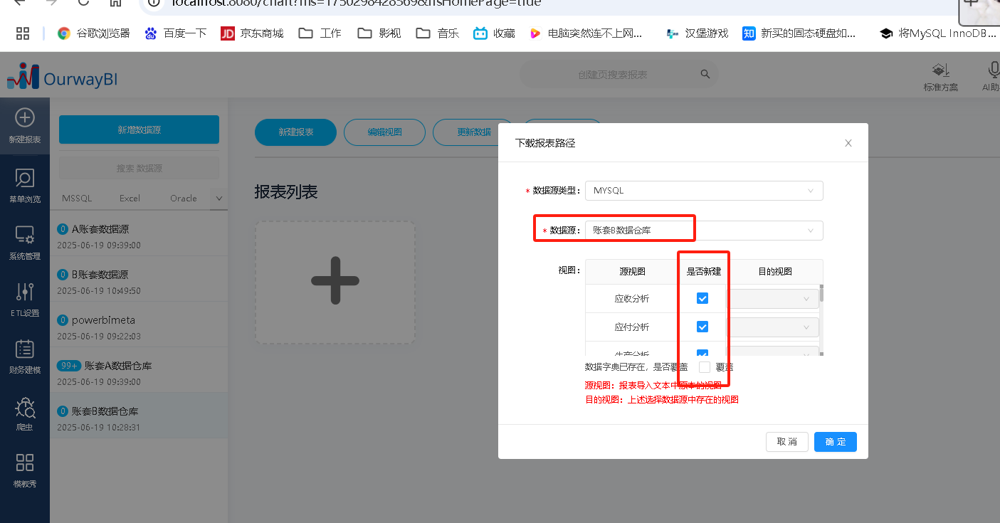 localhost:8080/chart?ms=1750298428569&isHomePage=true
谷歌浏览器 百度一下 京东商城 工作 影视 音乐 收藏 电脑突然连不上网... 汉堡游戏 新买的固态硬盘如... 将MySQL InnoDB...
OurwayBI 创建页搜索报表 标准方案 AI助
新建报表
菜单浏览
系统管理
ETL设置
财务建模
爬虫
模板秀
新增数据源
搜索 数据源
MSSQL Excel Oracle
0 A账套数据源
2025-06-19 09:39:00
0 B账套数据源
2025-06-19 10:49:50
0 powerbimeta
2025-06-19 09:22:03
99+ 账套A数据仓库
2025-06-19 09:39:00
0 账套B数据仓库
2025-06-19 10:28:31
新建报表 编辑视图 更新数据
报表列表
下载报表路径
* 数据源类型: MYSQL
* 数据源: 账套B数据仓库
视图: 源视图 是否新建 目的视图
应收分析
应付分析
生产分析
数据字典已存在, 是否覆盖 覆盖
源视图: 报表导入文本中原本的视图
目的视图: 上述选择数据源中存在的视图
取 消 确 定